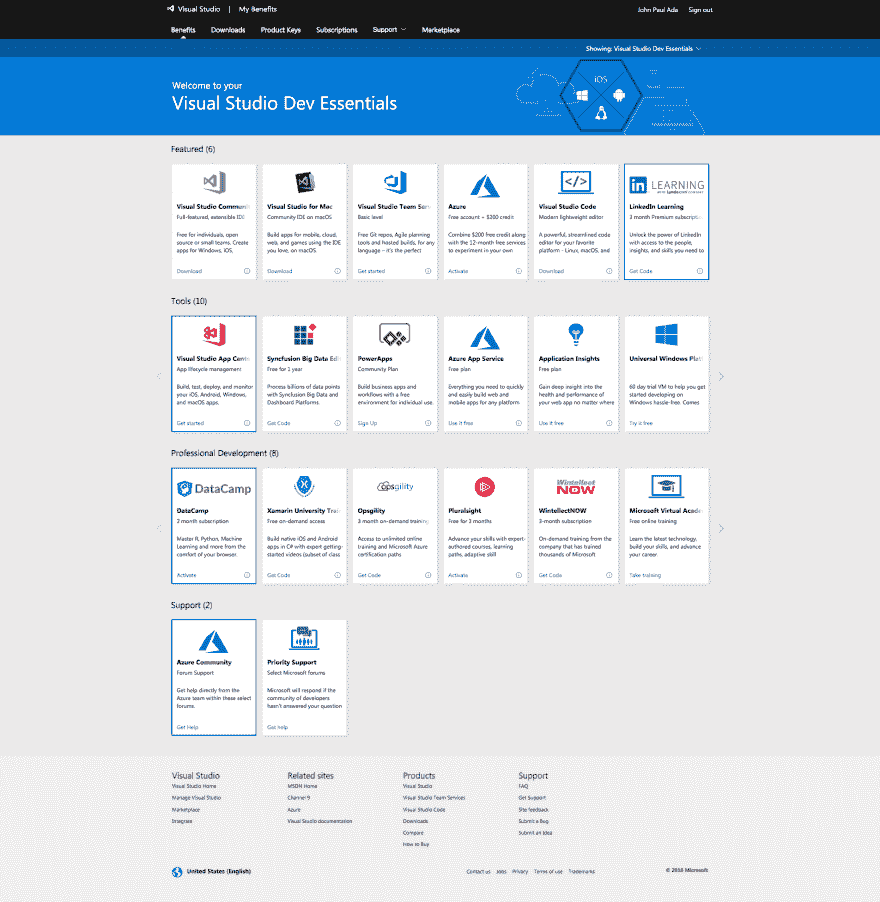 Visual Studio | My Benefits
John Paul Ada Sign out
Benefits Downloads Product Keys Subscriptions Support Marketplace
Showing: Visual Studio Dev Essentials
Welcome to your
Visual Studio Dev Essentials
iOS
Featured (6)
Visual Studio Commun
Full-featured, extensible IDE
Free for individuals, open
source or small teams. Create
apps for Windows, iOS,
Download
Visual Studio for Mac
Community IDE on macOS
Build apps for mobile, cloud,
web, and games using the IDE
you love, on macOS.
Download
Visual Studio Team Ser
Basic level
Free Git repos, Agile planning
tools and hosted builds, for any
language – it's the perfect
Get started
Azure
Free account + $200 credit
Combine $200 free credit along
with the 12-month free services
to experiment in your own
Activate
</>
Visual Studio Code
Modern lightweight editor
A powerful, streamlined code
editor for your favorite
platform - Linux, macOS, and
Download
in LEARNING
LinkedIn Learning
3 month Premium subscript
Unlock the power of LinkedIn
with access to the people,
insights, and skills you need to
Get Code
Tools (10)
Visual Studio App Cent
App lifecycle management
Build, test, deploy, and monitor
your iOS, Android, Windows,
and macOS apps.
Get started
Syncfusion Big Data Edi
Free for 1 year
Process billions of data points
with Syncfusion Big Data and
Dashboard Platforms.
Get Code
PowerApps
Community Plan
Build business apps and
workflows with a free
environment for individual use.
Sign Up
Azure App Service
Free plan
Everything you need to quickly
and easily build web and
mobile apps for any platform
Use it free
Application Insights
Free plan
Gain deep insight into the
health and performance of
your web app no matter where
Use it free
Universal Windows Platf
60 day trial VM to help you get
started developing on
Windows hassle-free. Comes
Try it free
Professional Development (8)
DataCamp
DataCamp
2 month subscription
Master R, Python, Machine
Learning and more from the
comfort of your browser.
Activate
Xamarin University Trai
Free on-demand access
Build native iOS and Android
apps in C# with expert getting-
started videos (subset of class
Get Code
opsgility
Opsgility
3 month on-demand training
Access to unlimited online
training and Microsoft Azure
certification paths
Get Code
Pluralsight
Free for 3 months
Advance your skills with expert-
authored courses, learning
paths, adaptive skill
Activate
Wintellect
NOW
WintellectNOW
3-month subscription
On-demand training from the
company that has trained
thousands of Microsoft
Get Code
Microsoft Virtual Acade
Free online training
Learn the latest technology,
build your skills, and advance
your career
Take training
Support (2)
Azure Community
Forum Support
Get help directly from the
Azure team within these select
forums.
Get Help
Priority Support
Select Microsoft forums
Microsoft will respond if the
community of developers
hasn't answered your question
Get Help
Visual Studio
Visual Studio Home
Manage Visual Studio
Marketplace
Integrate
Related sites
MSDN Home
Channel 9
Azure
Visual Studio documentation
Products
Visual Studio
Visual Studio Team Services
Visual Studio Code
Downloads
Compare
How to Buy
Support
FAQ
Get Support
Site feedback
Submit a Bug
Submit an Idea
United States (English)
Contact us Jobs Privacy Terms of use Trademarks
© 2018 Microsoft